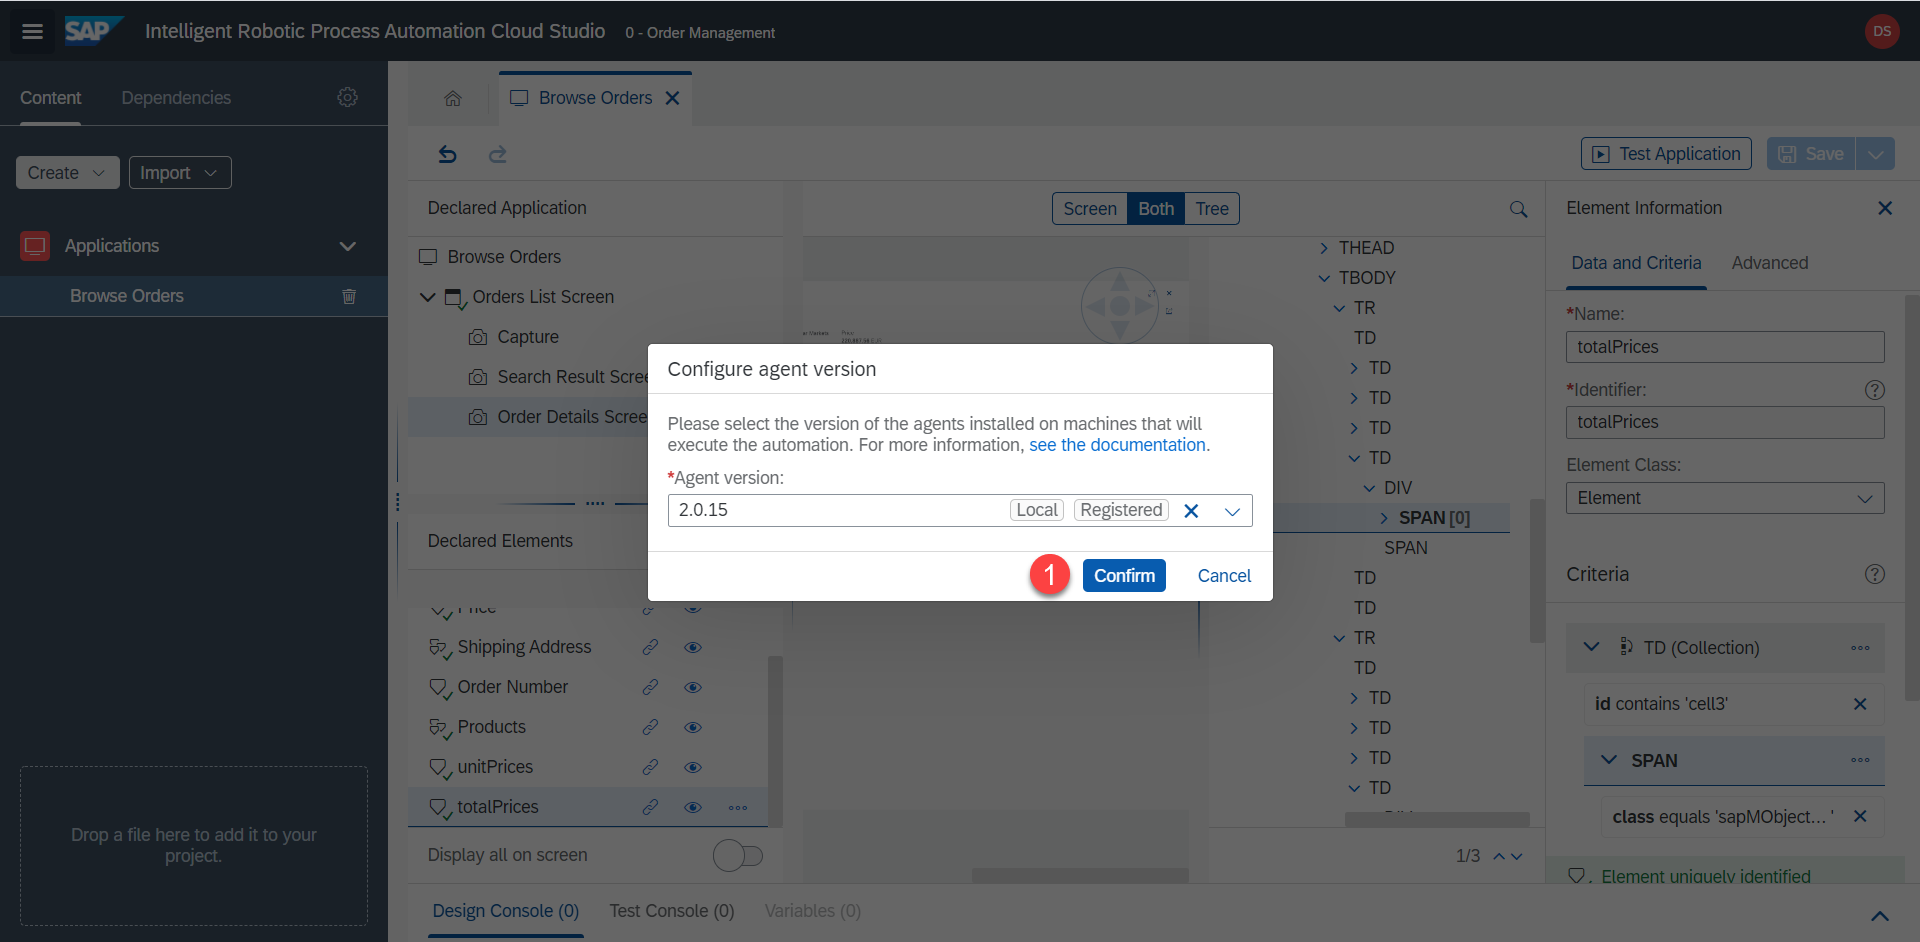 SAP Intelligent Robotic Process Automation Cloud Studio 0 - Order Management DS
Content Dependencies
Create Import
Applications
Browse Orders
Drop a file here to add it to your
project.
Browse Orders
Test Application Save
Declared Application
Browse Orders
Orders List Screen
Capture
Search Result Scree
Order Details Scree
Declared Elements
Price
Shipping Address
Order Number
Products
unitPrices
totalPrices
Display all on screen
Screen Both Tree
Configure agent version
Please select the version of the agents installed on machines that will
execute the automation. For more information, see the documentation.
*Agent version:
2.0.15 Local Registered
1 Confirm Cancel
THEAD
TBODY
TR
TD
TD
TD
TD
TD
DIV
SPAN [0]
SPAN
TD
TD
TR
TD
TD
TD
TD
TD
1/3
Element Information
Data and Criteria Advanced
*Name:
totalPrices
*Identifier:
totalPrices
Element Class:
Element
Criteria
TD (Collection)
id contains 'cell3'
SPAN
class equals 'sapMObject... '
Element uniquely identified
Design Console (0) Test Console (0) Variables (0)